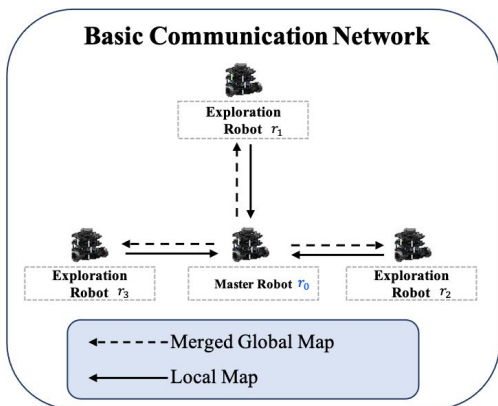 Basic Communication Network
Exploration
Robot r₁
Exploration
Robot r₃
Master Robot r₀
Exploration
Robot r₂
Merged Global Map
Local Map